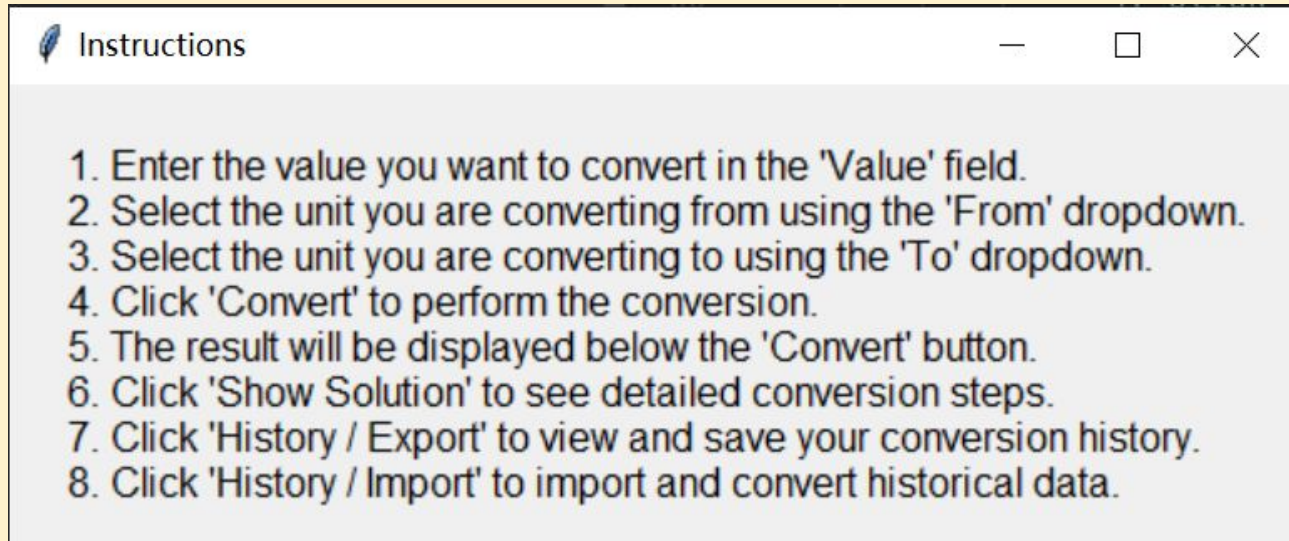 Instructions
1. Enter the value you want to convert in the 'Value' field.
2. Select the unit you are converting from using the 'From' dropdown.
3. Select the unit you are converting to using the 'To' dropdown.
4. Click 'Convert' to perform the conversion.
5. The result will be displayed below the 'Convert' button.
6. Click 'Show Solution' to see detailed conversion steps.
7. Click 'History / Export' to view and save your conversion history.
8. Click 'History / Import' to import and convert historical data.